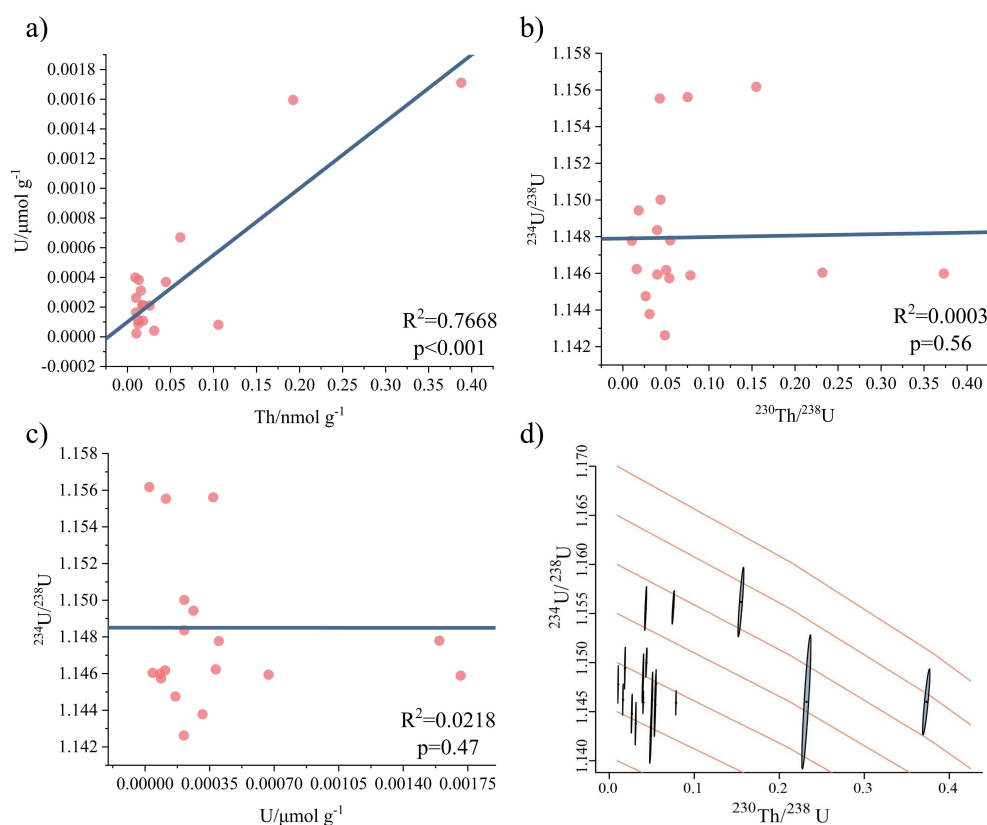 a)
U/μmol g⁻¹
0.0018
0.0016
0.0014
0.0012
0.0010
0.0008
0.0006
0.0004
0.0002
0.0000
-0.0002
R²=0.7668
p<0.001
0.00 0.05 0.10 0.15 0.20 0.25 0.30 0.35 0.40
Th/nmol g⁻¹
b)
²³⁴U/²³⁸U
1.158
1.156
1.154
1.152
1.150
1.148
1.146
1.144
1.142
R²=0.0003
p=0.56
0.00 0.05 0.10 0.15 0.20 0.25 0.30 0.35 0.40
²³⁰Th/²³⁸U
c)
²³⁴U/²³⁸U
1.158
1.156
1.154
1.152
1.150
1.148
1.146
1.144
1.142
R²=0.0218
p=0.47
0.00000 0.00035 0.00070 0.00105 0.00140 0.00175
U/μmol g⁻¹
d)
²³⁴U/²³⁸U
1.170
1.165
1.160
1.155
1.150
1.145
1.140
0.0 0.1 0.2 0.3 0.4
²³⁰Th/²³⁸ U